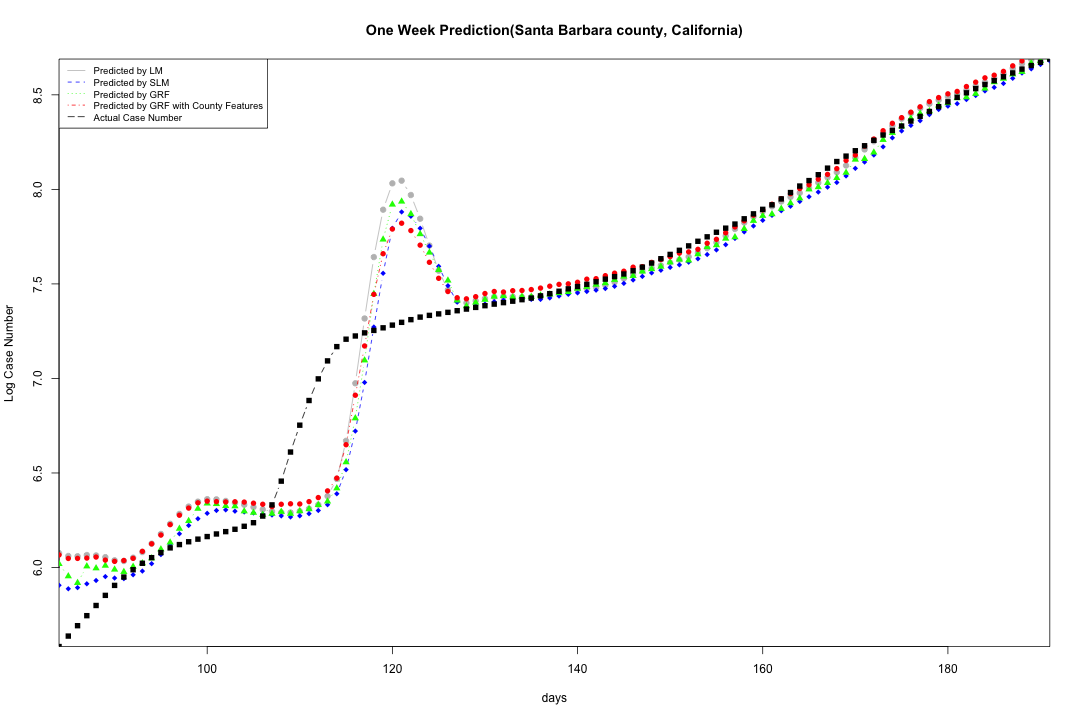 One Week Prediction(Santa Barbara county, California)
Predicted by LM
Predicted by SLM
Predicted by GRF
Predicted by GRF with County Features
Actual Case Number
Log Case Number
8.5
8.0
7.5
7.0
6.5
6.0
100 120 140 160 180
days